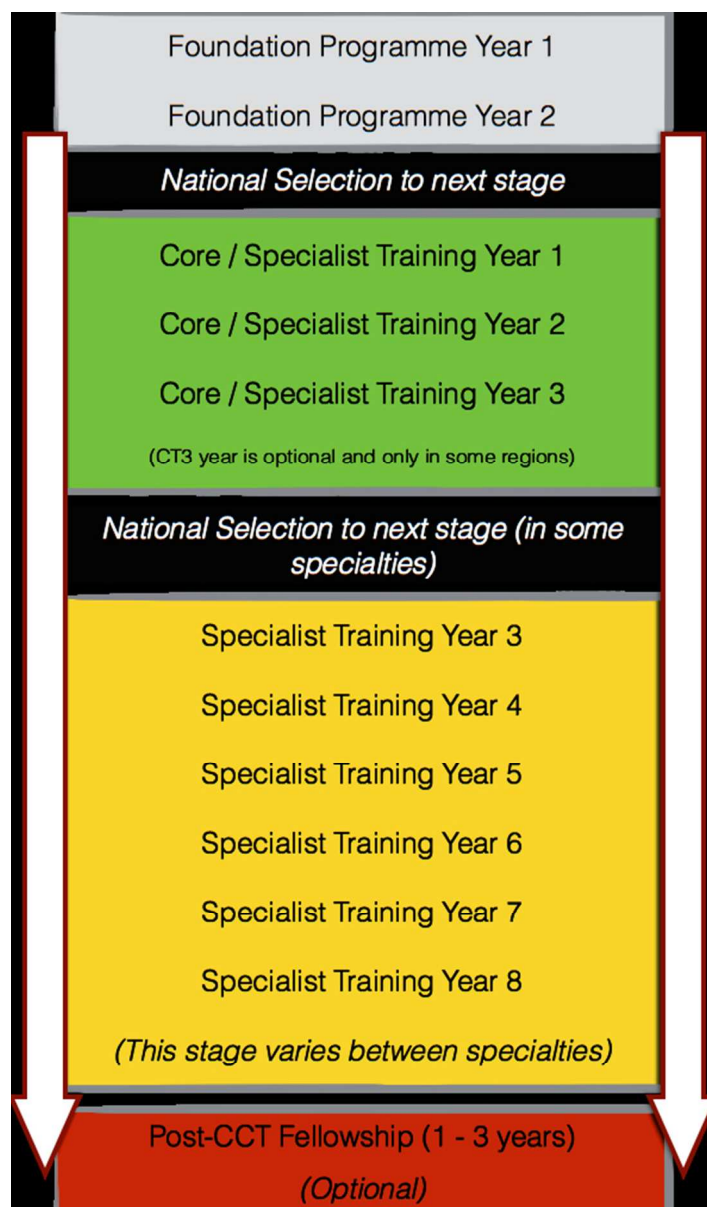 Foundation Programme Year 1
Foundation Programme Year 2
National Selection to next stage
Core / Specialist Training Year 1
Core / Specialist Training Year 2
Core / Specialist Training Year 3
(CT3 year is optional and only in some regions)
National Selection to next stage (in some
specialties)
Specialist Training Year 3
Specialist Training Year 4
Specialist Training Year 5
Specialist Training Year 6
Specialist Training Year 7
Specialist Training Year 8
(This stage varies between specialties)
Post-CCT Fellowship (1 - 3 years)
(Optional)